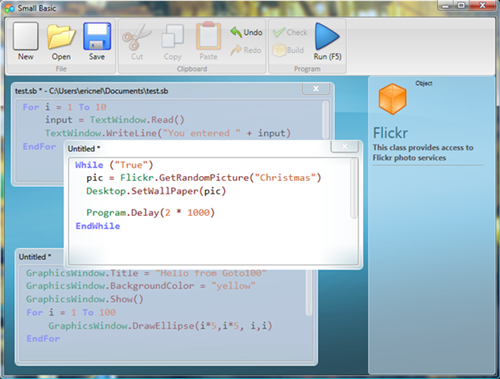 Small Basic
New
Open
Save
File
Cut
Copy
Paste
Clipboard
Undo
Redo
Check
Build
Run (F5)
Program
test.sb * - C:\Users\ericnel\Documents\test.sb
For i = 1 To 10
input = TextWindow.Read()
TextWindow.WriteLine("You entered " + input)
EndFor
Untitled *
While ("True")
pic = Flickr.GetRandomPicture("Christmas")
Desktop.SetWallPaper(pic)
Program.Delay(2 * 1000)
EndWhile
Untitled *
GraphicsWindow.Title = "Hello from Goto100"
GraphicsWindow.BackgroundColor = "yellow"
GraphicsWindow.Show()
For i = 1 To 100
GraphicsWindow.DrawEllipse(i*5,i*5, i,i)
EndFor
Object
Flickr
This class provides access to
Flickr photo services